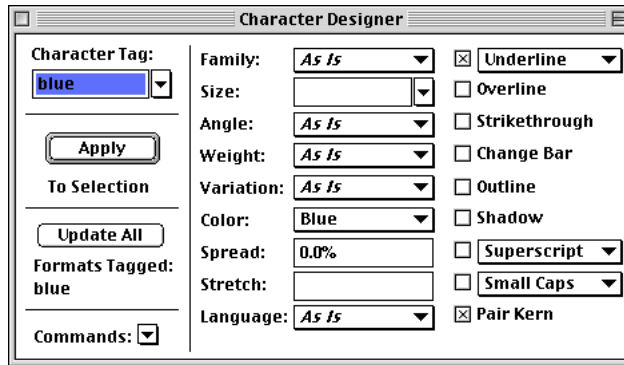 Character Designer
Character Tag:
blue
Apply
To Selection
Update All
Formats Tagged:
blue
Commands:
Family: As Is
Size:
Angle: As Is
Weight: As Is
Variation: As Is
Color: Blue
Spread: 0.0%
Stretch:
Language: As Is
Underline
Overline
Strikethrough
Change Bar
Outline
Shadow
Superscript
Small Caps
Pair Kern